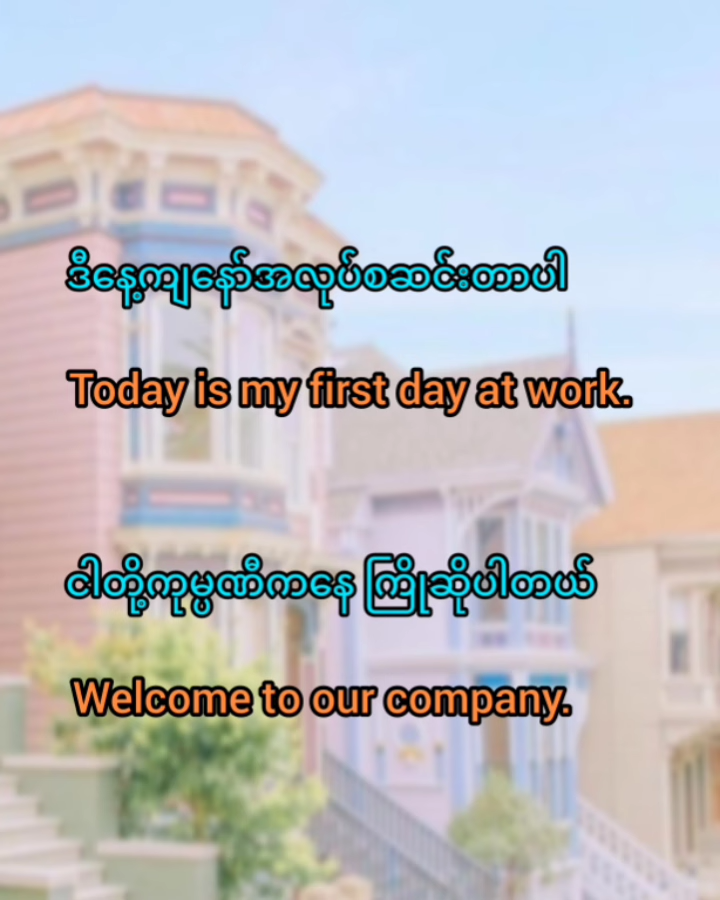 ဒီနေ့ကျနော်အလုပ်စဆင်းတာပါ
Today is my first day at work.
ငါတို့ကုမ္ပဏီကနေ ကြိုဆိုပါတယ်
Welcome to our company.